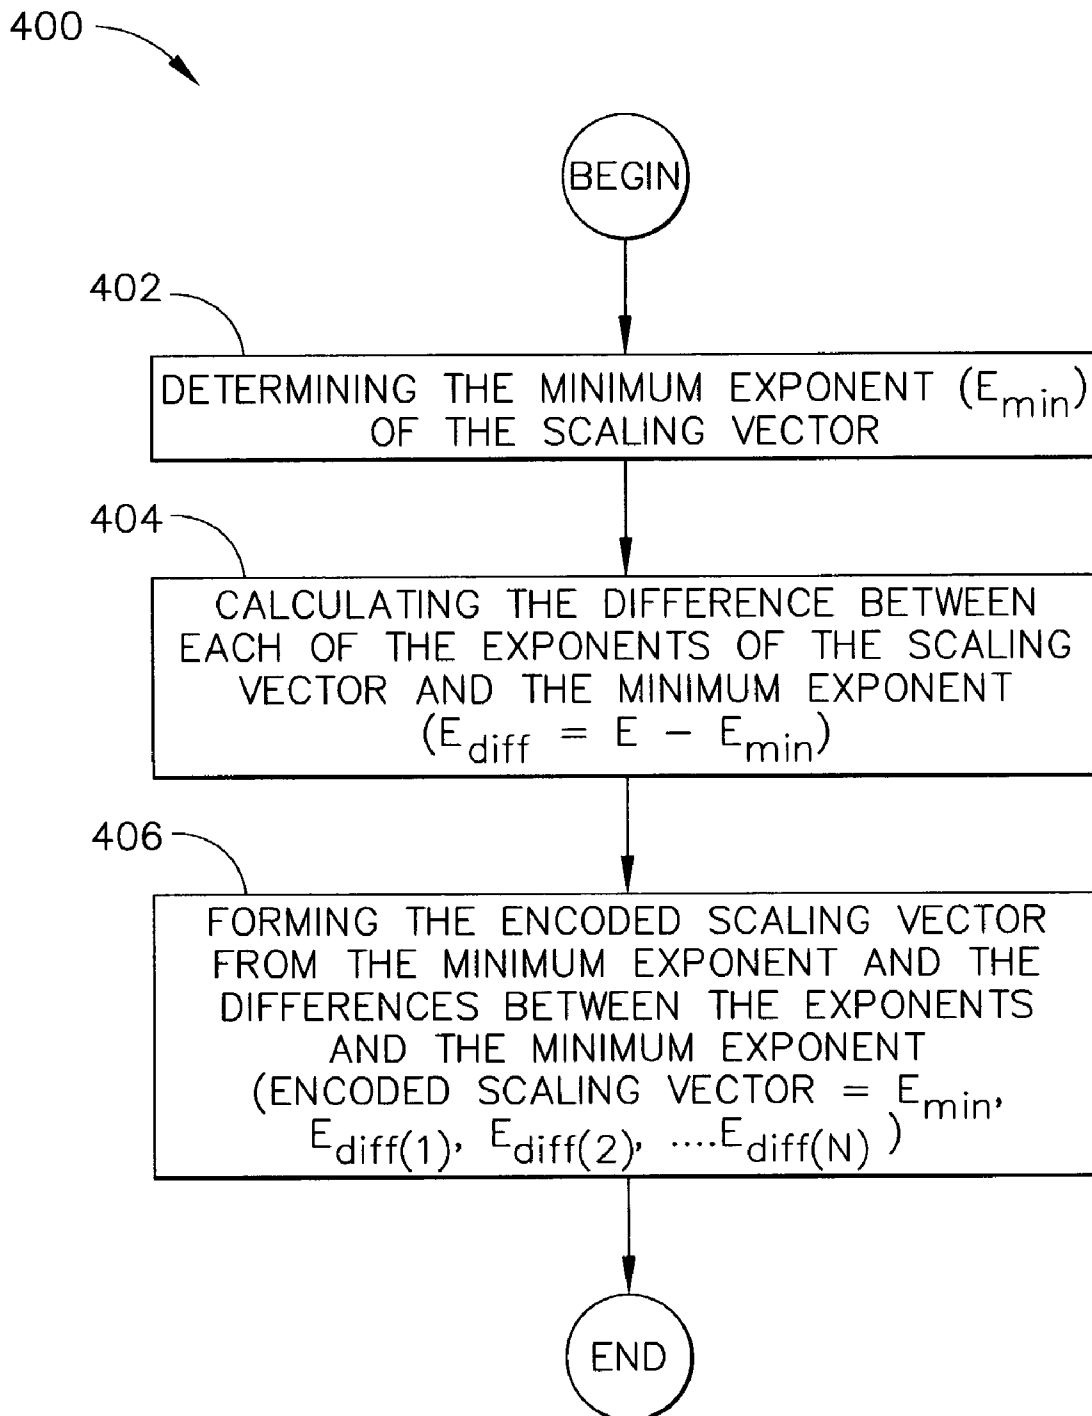 400
BEGIN
402
DETERMINING THE MINIMUM EXPONENT (Emin)
OF THE SCALING VECTOR
404
CALCULATING THE DIFFERENCE BETWEEN
EACH OF THE EXPONENTS OF THE SCALING
VECTOR AND THE MINIMUM EXPONENT
(Ediff = E – Emin)
406
FORMING THE ENCODED SCALING VECTOR
FROM THE MINIMUM EXPONENT AND THE
DIFFERENCES BETWEEN THE EXPONENTS
AND THE MINIMUM EXPONENT
(ENCODED SCALING VECTOR = Emin,
Ediff(1), Ediff(2), ....Ediff(N) )
END